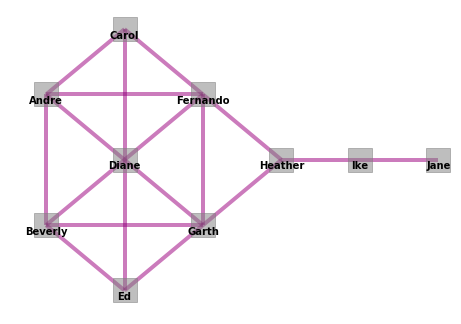 Carol
Andre
Fernando
Diane
Heather
Ike
Jane
Beverly
Garth
Ed